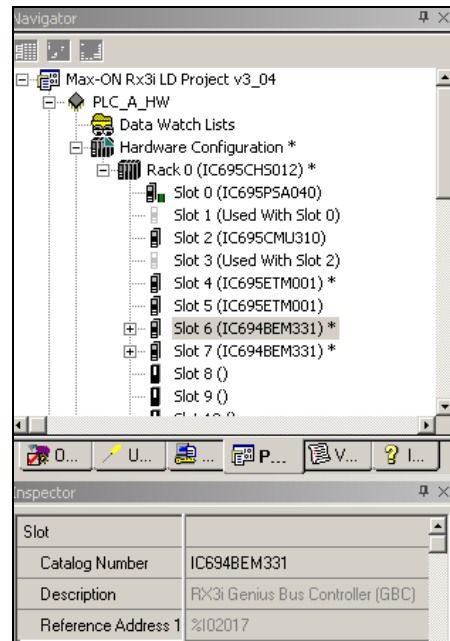 Navigator
Max-ON Rx3i LD Project v3_04
PLC_A_HW
Data Watch Lists
Hardware Configuration *
Rack 0 (IC695CHS012) *
Slot 0 (IC695PSA040)
Slot 1 (Used With Slot 0)
Slot 2 (IC695CMU310)
Slot 3 (Used With Slot 2)
Slot 4 (IC695ETM001) *
Slot 5 (IC695ETM001)
Slot 6 (IC694BEM331) *
Slot 7 (IC694BEM331) *
Slot 8 ()
Slot 9 ()
O... U... ... P... V... I...
Inspector
Slot
Catalog Number IC694BEM331
Description RX3i Genius Bus Controller (GBC)
Reference Address 1 %I02017